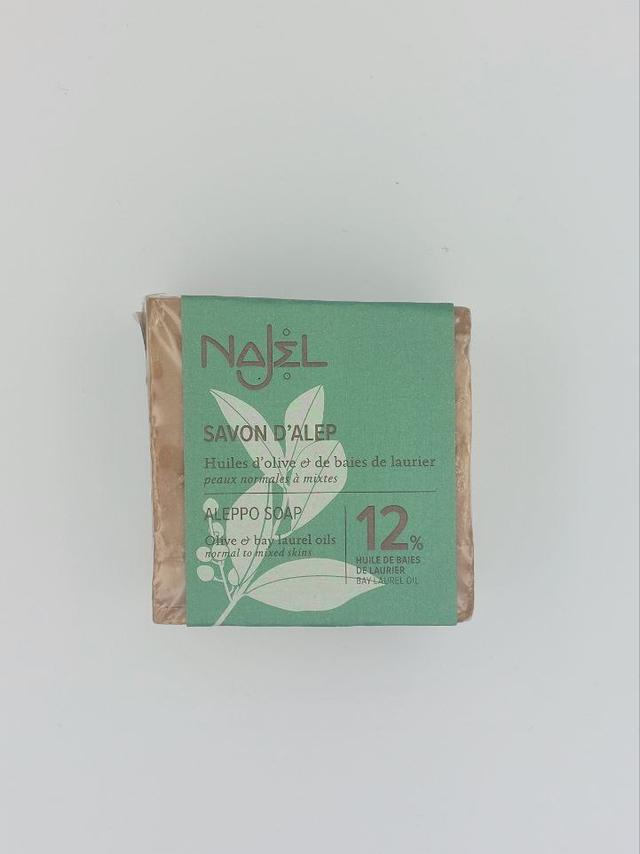 NAJEL
SAVON D'ALEP
Huiles d'olive & de baies de laurier
peaux normales à mixtes
ALEPPO SOAP
Olive & bay laurel oils
normal to mixed skins
12%
HUILE DE BAIES
DE LAURIER
BAY LAUREL OIL